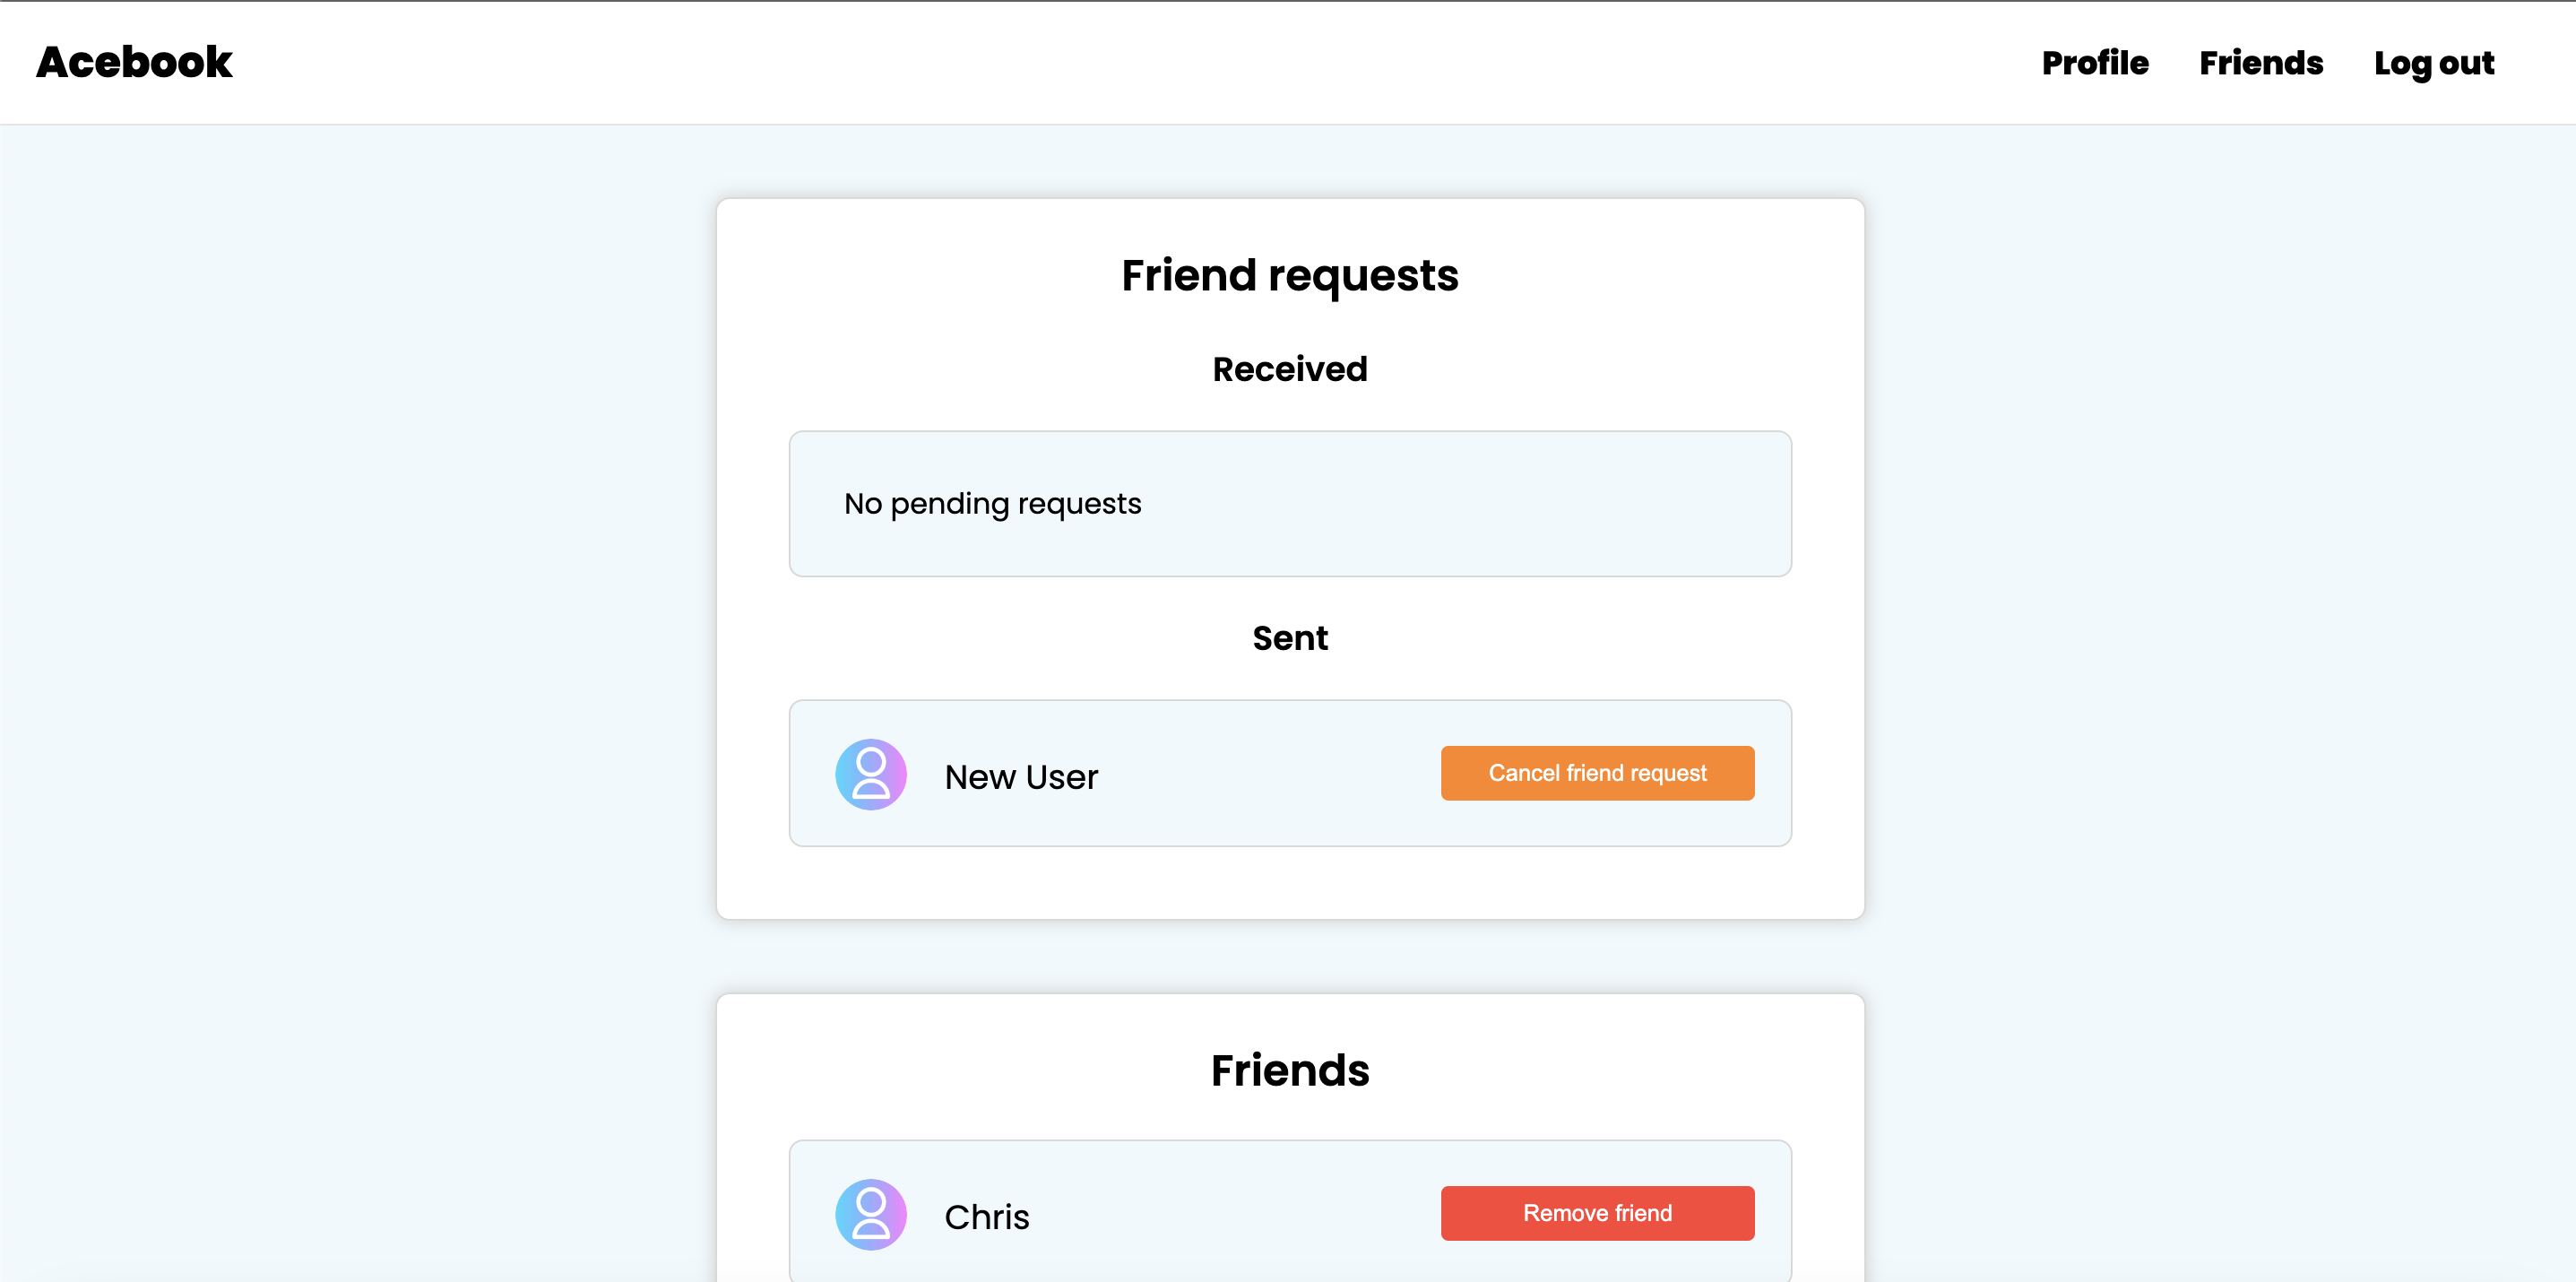 Acebook
Profile Friends Log out
Friend requests
Received
No pending requests
Sent
New User
Cancel friend request
Friends
Chris
Remove friend